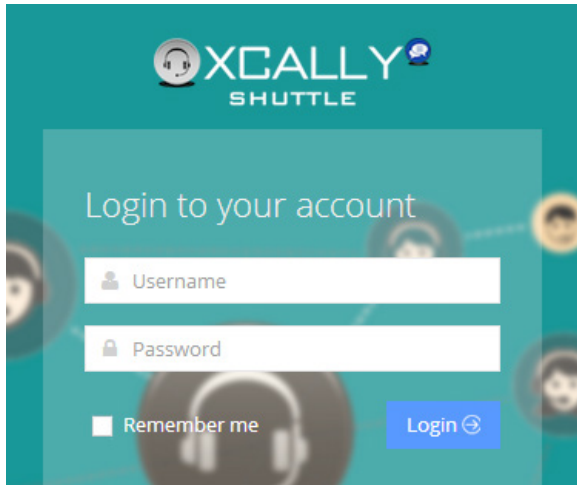 XCALLY
SHUTTLE
Login to your account
Username
Password
Remember me
Login